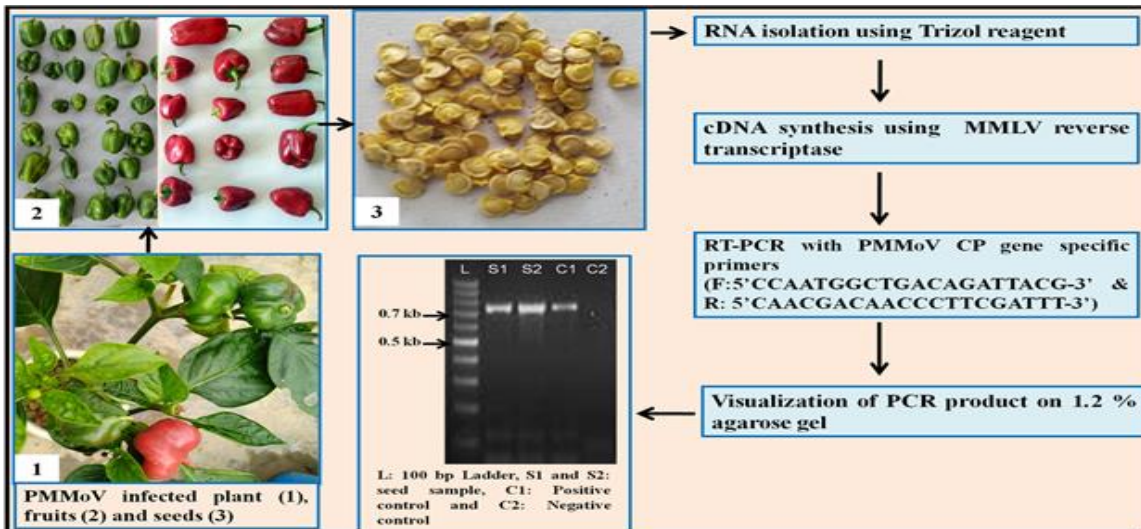 2
3
RNA isolation using Trizol reagent
cDNA synthesis using MMLV reverse
transcriptase
RT-PCR with PMMoV CP gene specific
primers
(F:5’CCAATGGCTGACAGATTACG-3’ &
R: 5’CAACGACAACCCTTCGATTT-3’)
Visualization of PCR product on 1.2 %
agarose gel
L S1 S2 C1 C2
0.7 kb
0.5 kb
L: 100 bp Ladder, S1 and S2:
seed sample, C1: Positive
control and C2: Negative
control
1
PMMoV infected plant (1),
fruits (2) and seeds (3)